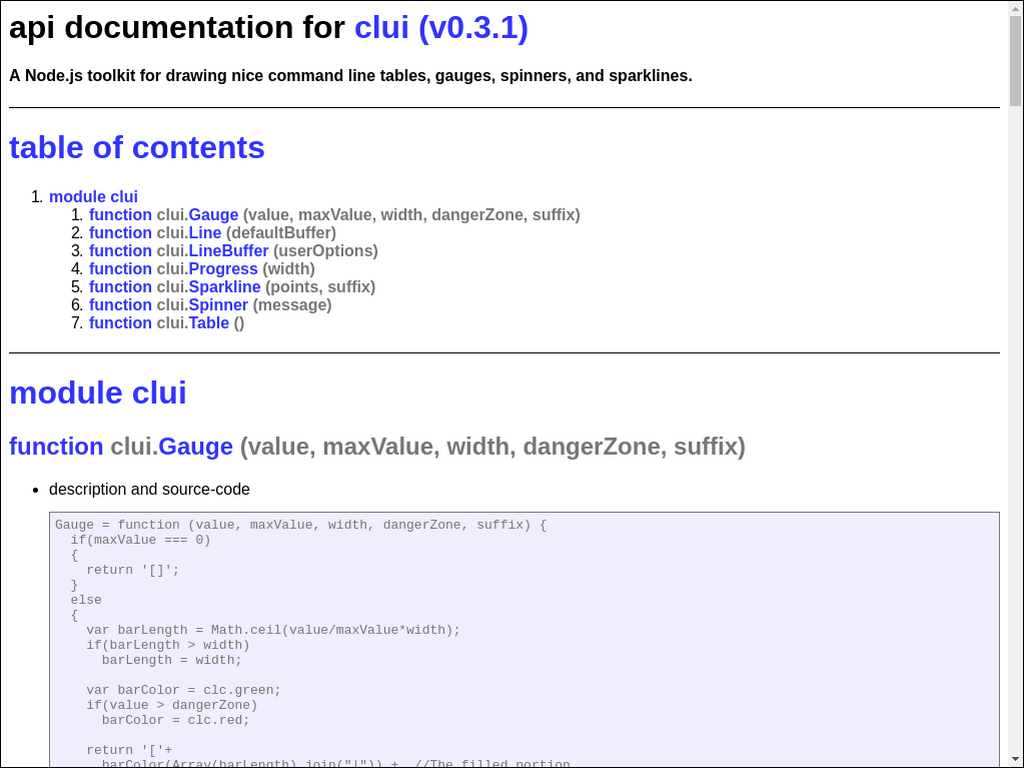 api documentation for clui (v0.3.1)
A Node.js toolkit for drawing nice command line tables, gauges, spinners, and sparklines.
table of contents
1. module clui
1. function clui.Gauge (value, maxValue, width, dangerZone, suffix)
2. function clui.Line (defaultBuffer)
3. function clui.LineBuffer (userOptions)
4. function clui.Progress (width)
5. function clui.Sparkline (points, suffix)
6. function clui.Spinner (message)
7. function clui.Table ()
module clui
function clui.Gauge (value, maxValue, width, dangerZone, suffix)
• description and source-code
Gauge = function (value, maxValue, width, dangerZone, suffix) {
  if(maxValue === 0)
  {
    return '[]';
  }
  else
  {
    var barLength = Math.ceil(value/maxValue*width);
    if(barLength > width)
      barLength = width;

    var barColor = clc.green;
    if(value > dangerZone)
      barColor = clc.red;

    return '['+
      barColor(Array(barLength).join("|")) +  //The filled portion